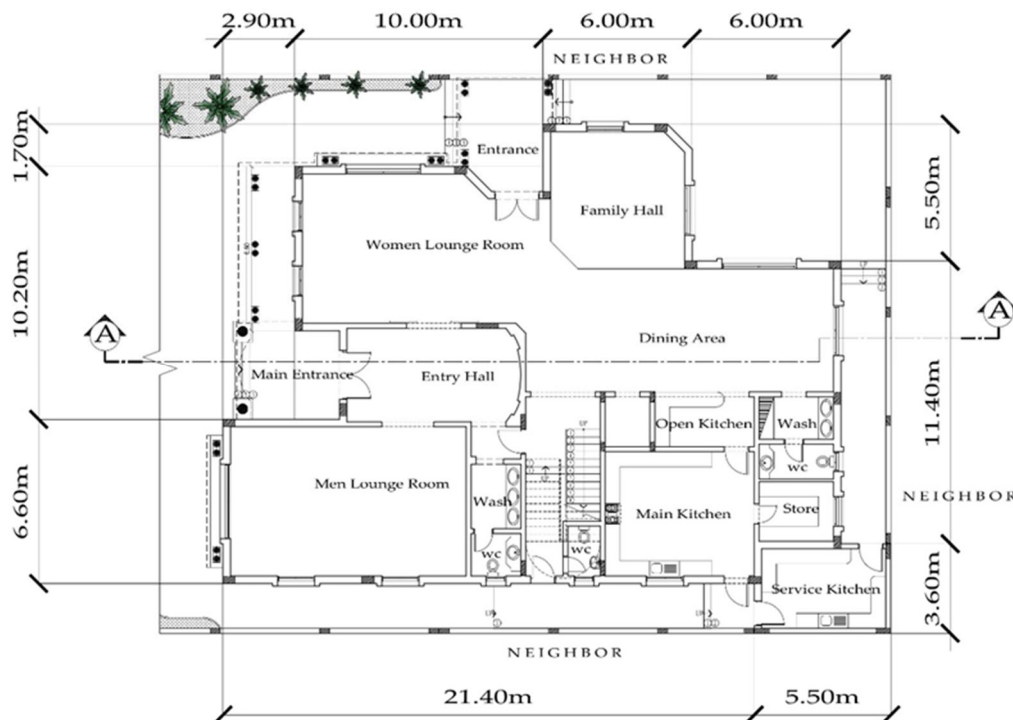 2.90m
10.00m
6.00m
6.00m
NEIGHBOR
1.70m
Entrance
5.50m
Family Hall
Women Lounge Room
10.20m
A
A
Dining Area
Main Entrance
Entry Hall
11.40m
Open Kitchen
Wash
UP
wc
Men Lounge Room
6.60m
Wash
Main Kitchen
Store
NEIGHBOR
wc
wc
Service Kitchen
3.60m
NEIGHBOR
21.40m
5.50m